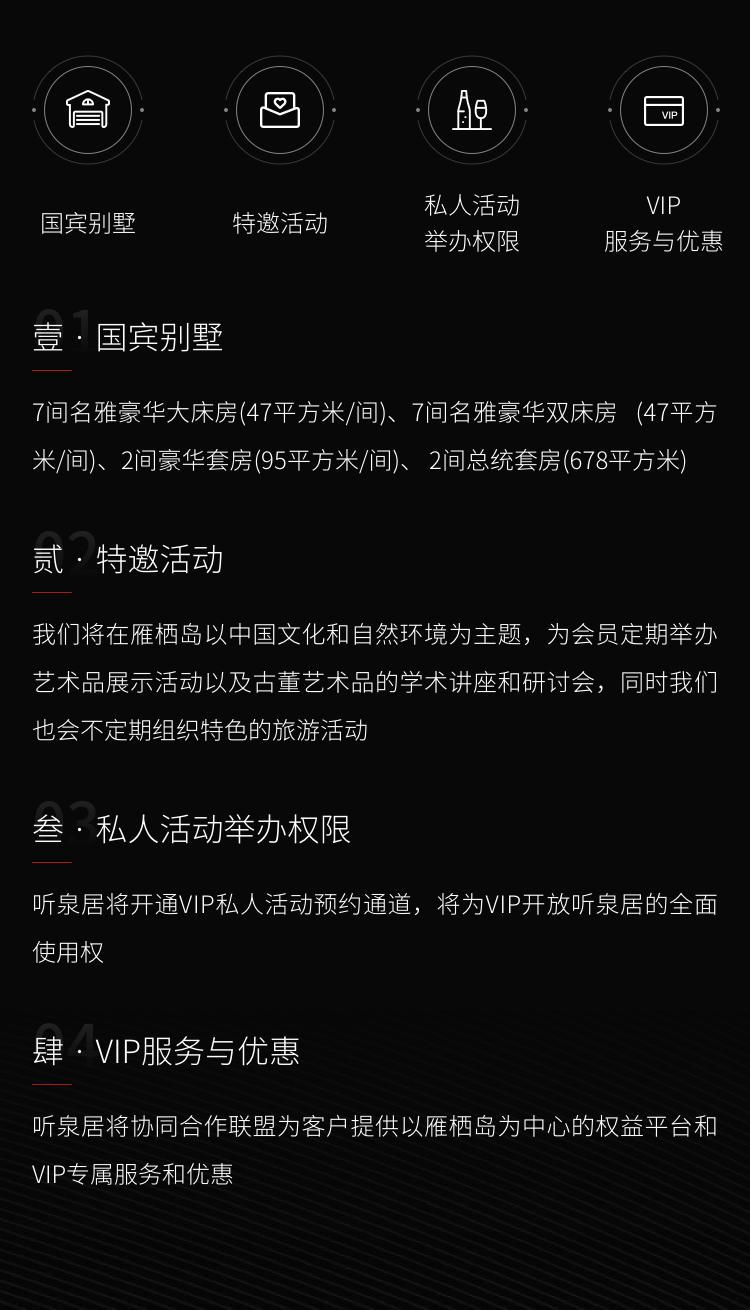 VIP
国宾别墅
特邀活动
私人活动
举办权限
VIP
服务与优惠
01
壹 · 国宾别墅
7间名雅豪华大床房(47平方米/间)、7间名雅豪华双床房 (47平方
米/间)、2间豪华套房(95平方米/间)、 2间总统套房(678平方米)
02
贰 · 特邀活动
我们将在雁栖岛以中国文化和自然环境为主题，为会员定期举办
艺术品展示活动以及古董艺术品的学术讲座和研讨会，同时我们
也会不定期组织特色的旅游活动
03
叁 · 私人活动举办权限
听泉居将开通VIP私人活动预约通道，将为VIP开放听泉居的全面
使用权
04
肆 · VIP服务与优惠
听泉居将协同合作联盟为客户提供以雁栖岛为中心的权益平台和
VIP专属服务和优惠